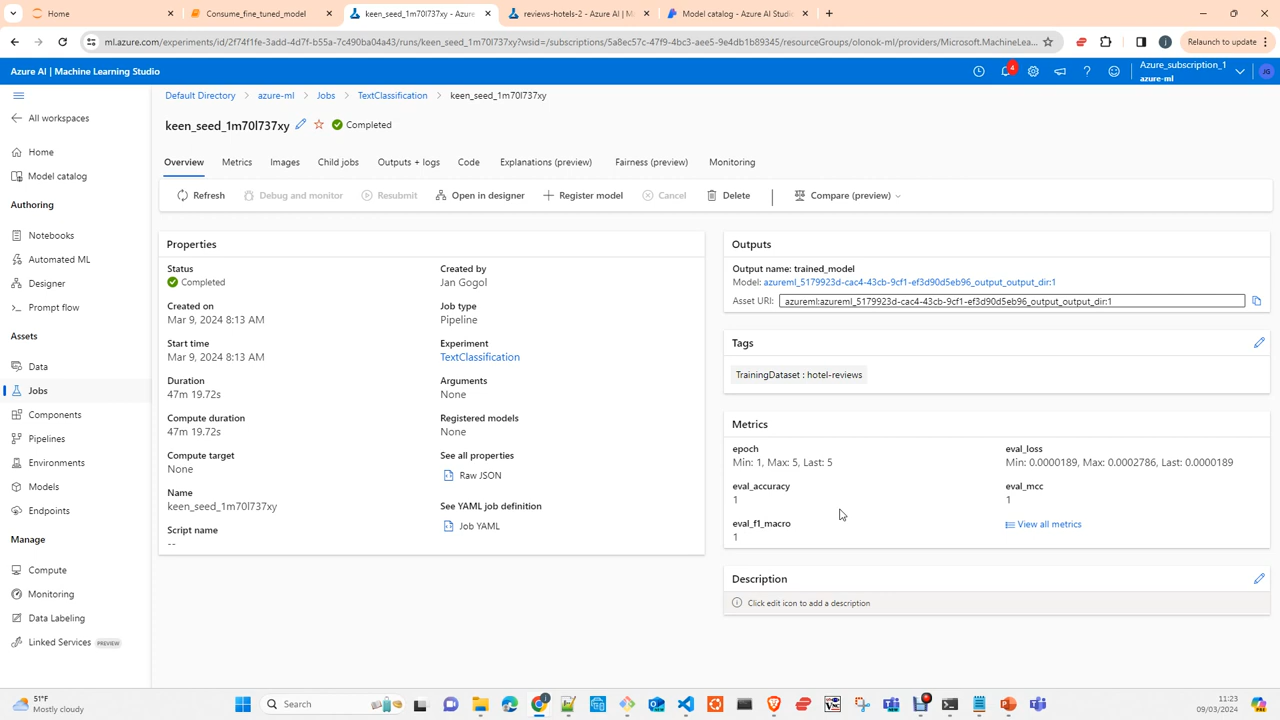 Home
Consume_fine_tuned_model
keen_seed_1m70l737xy - Azure
reviews-hotels-2 - Azure AI | M
Model catalog - Azure AI Studio
ml.azure.com/experiments/id/2f74f1fe-3add-4d7f-b55a-7c490ba04a43/runs/keen_seed_1m70l737xy?wsid=/subscriptions/5a8ec57c-47f9-4bc3-aee5-9e4db1b89345/resourceGroups/olonok-ml/providers/Microsoft.MachineLea...
Relaunch to update
Azure AI | Machine Learning Studio
4
Azure_subscription_1
azure-ml
JG
Default Directory > azure-ml > Jobs > TextClassification > keen_seed_1m70l737xy
All workspaces
keen_seed_1m70l737xy Completed
Home
Model catalog
Authoring
Notebooks
Automated ML
Designer
Prompt flow
Assets
Data
Jobs
Components
Pipelines
Environments
Models
Endpoints
Manage
Compute
Monitoring
Data Labeling
Linked Services PREVIEW
Overview Metrics Images Child jobs Outputs + logs Code Explanations (preview) Fairness (preview) Monitoring
Refresh Debug and monitor Resubmit Open in designer Register model Cancel Delete Compare (preview)
Properties
Status
Completed
Created on
Mar 9, 2024 8:13 AM
Start time
Mar 9, 2024 8:13 AM
Duration
47m 19.72s
Compute duration
47m 19.72s
Compute target
None
Name
keen_seed_1m70l737xy
Script name
--
Created by
Jan Gogol
Job type
Pipeline
Experiment
TextClassification
Arguments
None
Registered models
None
See all properties
Raw JSON
See YAML job definition
Job YAML
Outputs
Output name: trained_model
Model: azureml_5179923d-cac4-43cb-9cf1-ef3d90d5eb96_output_output_dir:1
Asset URI: azureml:azureml_5179923d-cac4-43cb-9cf1-ef3d90d5eb96_output_output_dir:1
Tags
TrainingDataset : hotel-reviews
Metrics
epoch
Min: 1, Max: 5, Last: 5
eval_accuracy
1
eval_f1_macro
1
eval_loss
Min: 0.0000189, Max: 0.0002786, Last: 0.0000189
eval_mcc
1
View all metrics
Description
Click edit icon to add a description
51°F
Mostly cloudy
Search
11:23
09/03/2024